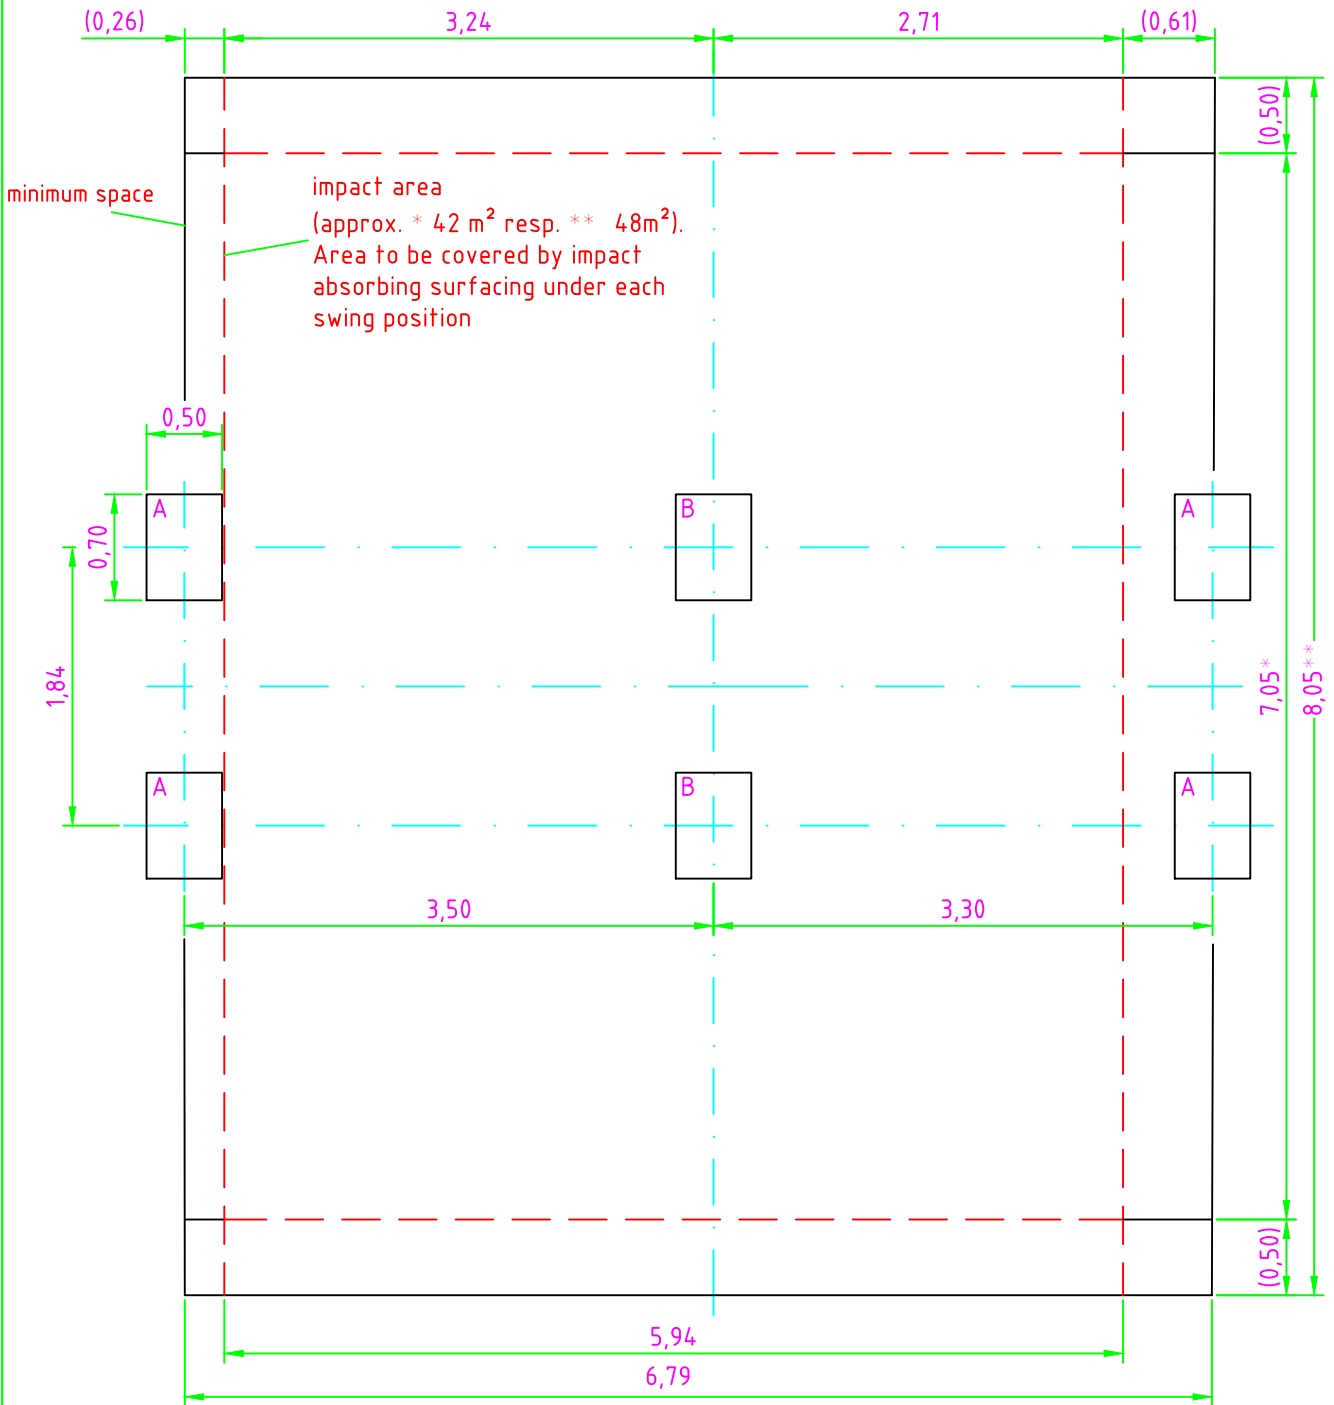 (0,26)
3,24
2,71
(0,61)
(0,50)
minimum space
impact area
(approx. * 42 m² resp. ** 48m²).
Area to be covered by impact
absorbing surfacing under each
swing position
0,50
A
B
A
0,70
1,84
7,05*
8,05**
A
B
A
3,50
3,30
(0,50)
5,94
6,79